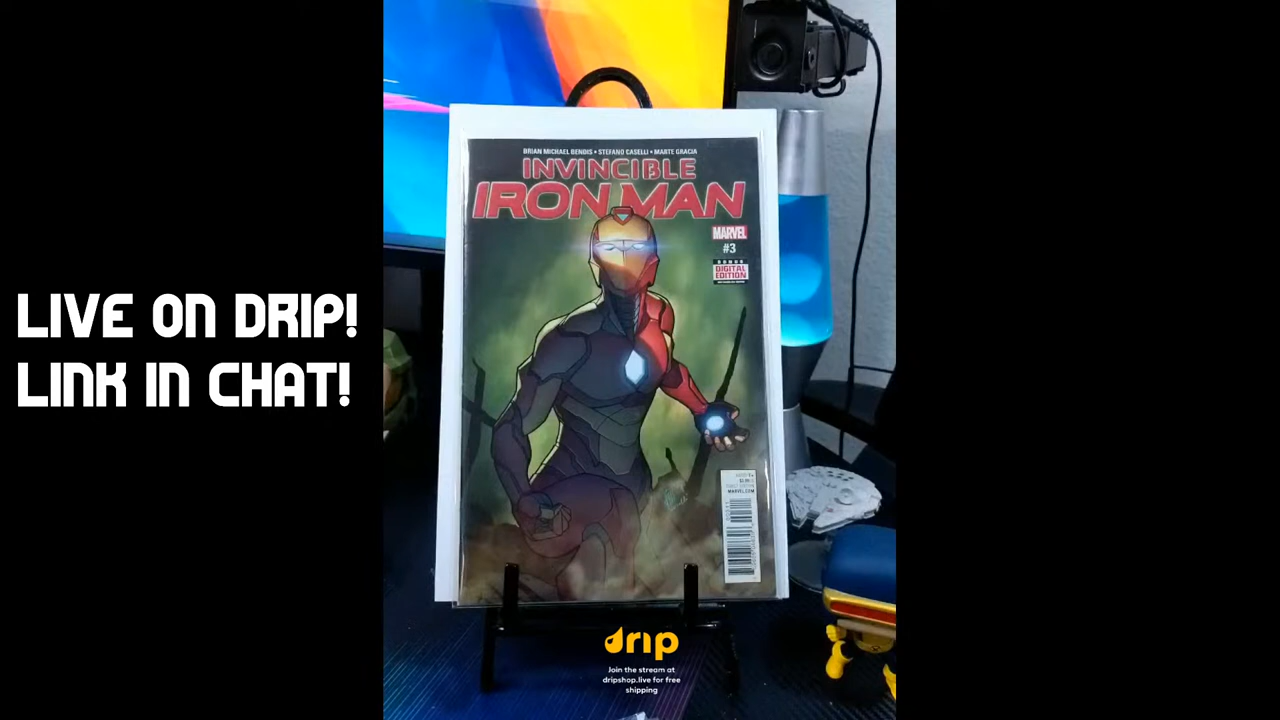 LIVE ON DRIP!
LINK IN CHAT!
BRIAN MICHAEL BENDIS • STEFANO CASELLI • MARTE GRACIA
INVINCIBLE
IRON MAN
MARVEL
#3
BONUS
DIGITAL
EDITION
MARVEL.COM
drip
Join the stream at
dripshop.live for free
shipping